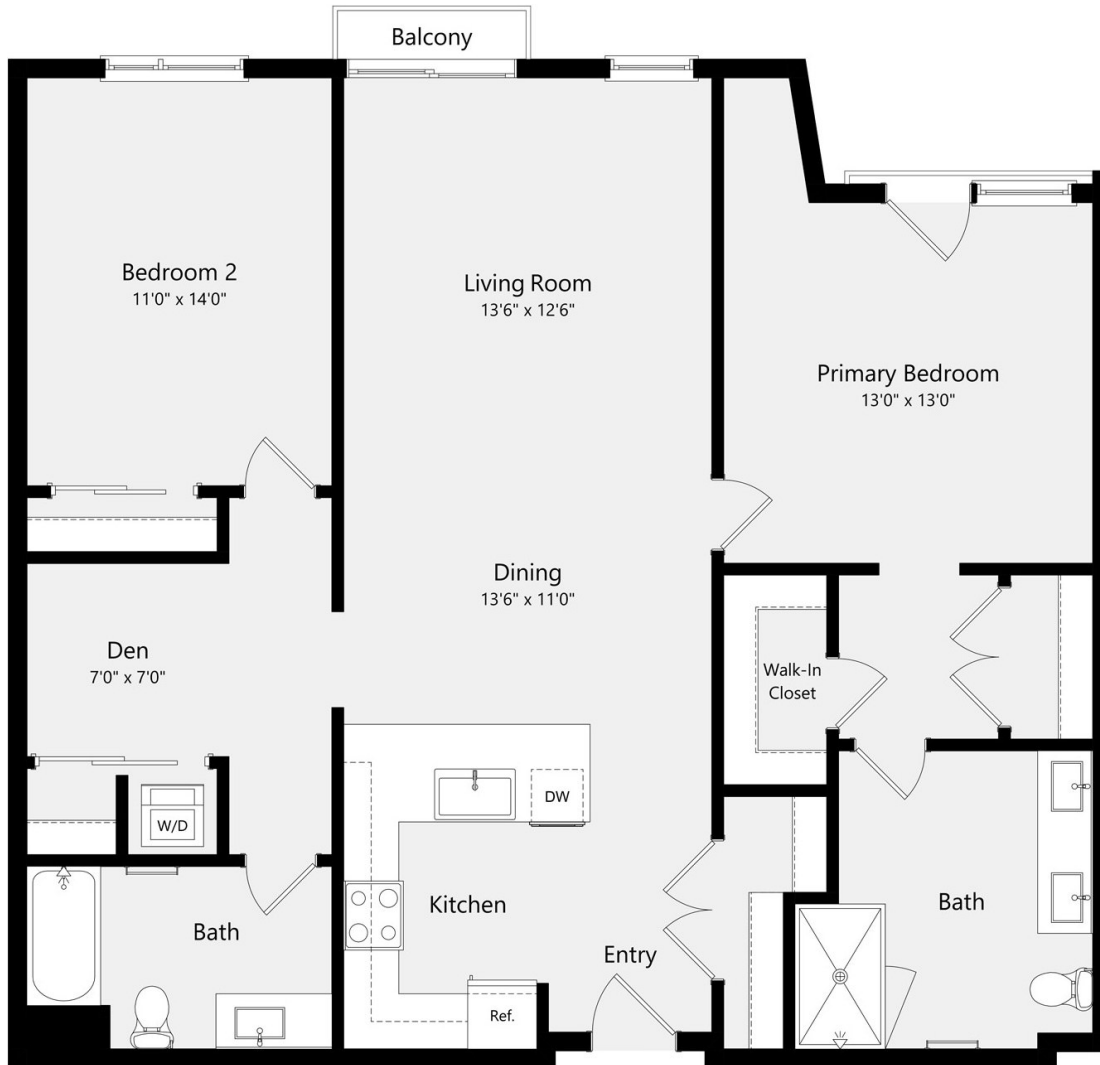 Balcony
Bedroom 2
11'0" x 14'0"
Living Room
13'6" x 12'6"
Primary Bedroom
13'0" x 13'0"
Dining
13'6" x 11'0"
Den
7'0" x 7'0"
Walk-In
Closet
DW
W/D
Kitchen
Bath
Bath
Entry
Ref.